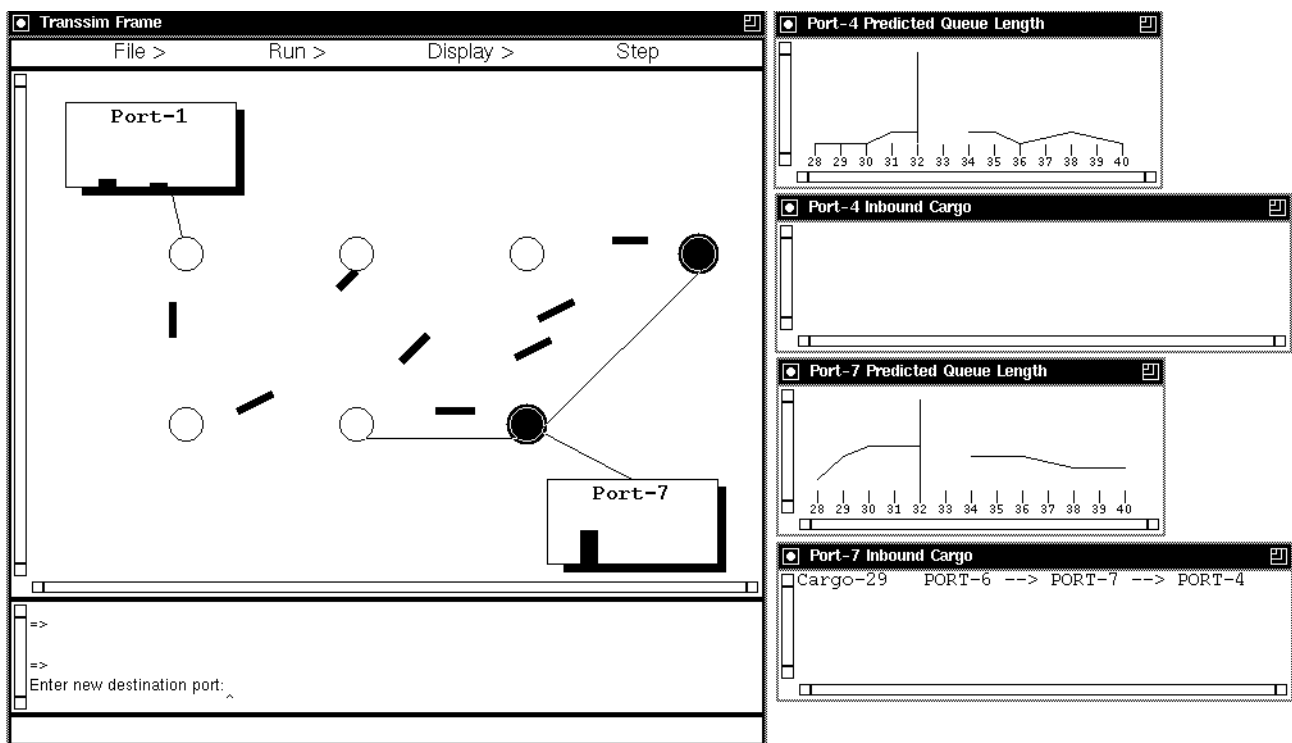 Transsim Frame
File > Run > Display > Step
Port-1
Port-7
=>
=>
Enter new destination port:
^
Port-4 Predicted Queue Length
28 29 30 31 32 33 34 35 36 37 38 39 40
Port-4 Inbound Cargo
Port-7 Predicted Queue Length
28 29 30 31 32 33 34 35 36 37 38 39 40
Port-7 Inbound Cargo
Cargo-29 PORT-6 --> PORT-7 --> PORT-4